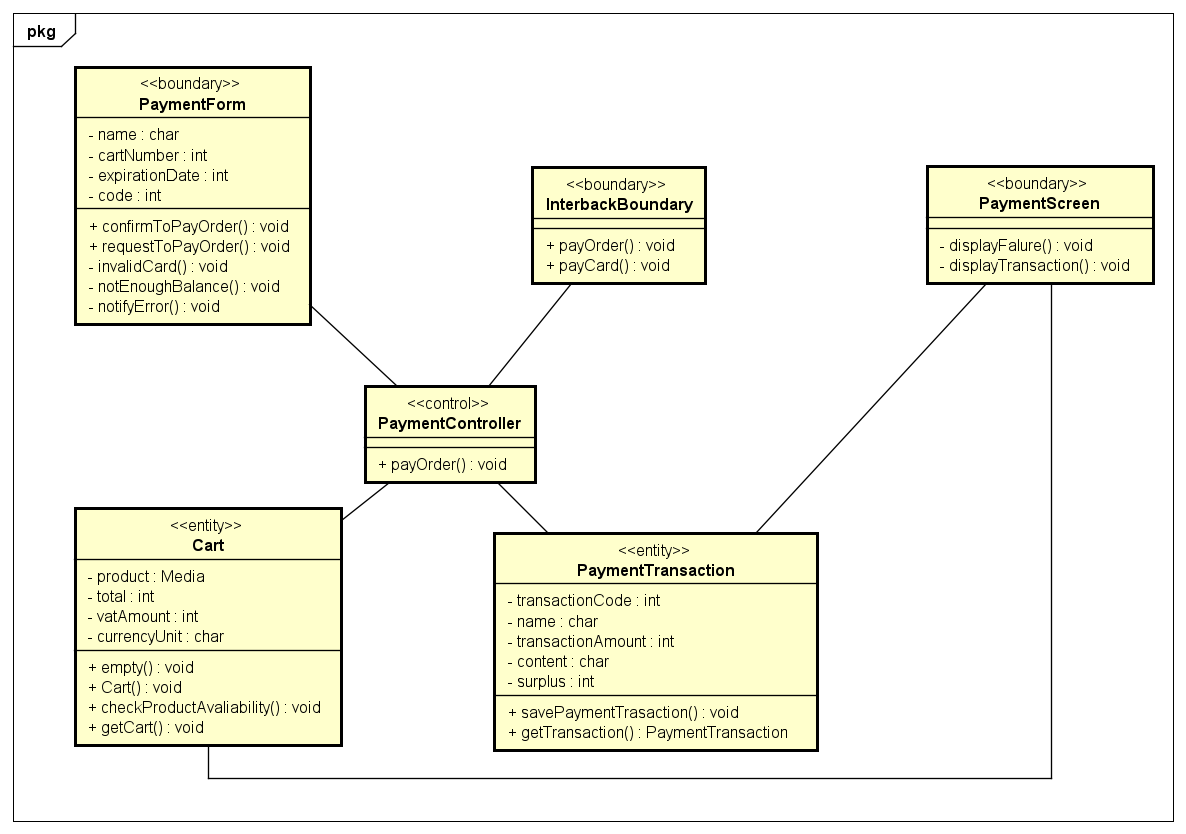 pkg
<<boundary>>
PaymentForm
- name : char
- cartNumber : int
- expirationDate : int
- code : int
+ confirmToPayOrder() : void
+ requestToPayOrder() : void
- invalidCard() : void
- notEnoughBalance() : void
- notifyError() : void
<<boundary>>
InterbackBoundary
+ payOrder() : void
+ payCard() : void
<<boundary>>
PaymentScreen
- displayFalure() : void
- displayTransaction() : void
<<control>>
PaymentController
+ payOrder() : void
<<entity>>
Cart
- product : Media
- total : int
- vatAmount : int
- currencyUnit : char
+ empty() : void
+ Cart() : void
+ checkProductAvaliability() : void
+ getCart() : void
<<entity>>
PaymentTransaction
- transactionCode : int
- name : char
- transactionAmount : int
- content : char
- surplus : int
+ savePaymentTrasaction() : void
+ getTransaction() : PaymentTransaction